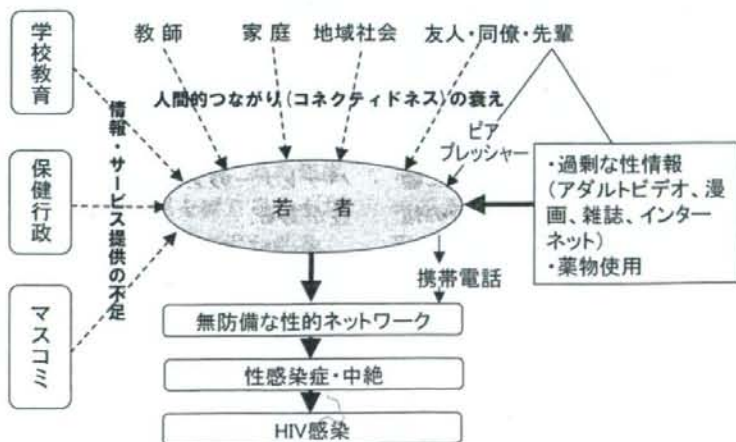 学校教育
教師
家庭
地域社会
友人・同僚・先輩
人間的つながり(コネクティドネス)の衰え
情報・サービス提供の不足
ピア
プレッシャー
保健行政
若者
・過剰な性情報
(アダルトビデオ、漫
画、雑誌、インター
ネット)
・薬物使用
携帯電話
マスコミ
無防備な性的ネットワーク
性感染症・中絶
HIV感染